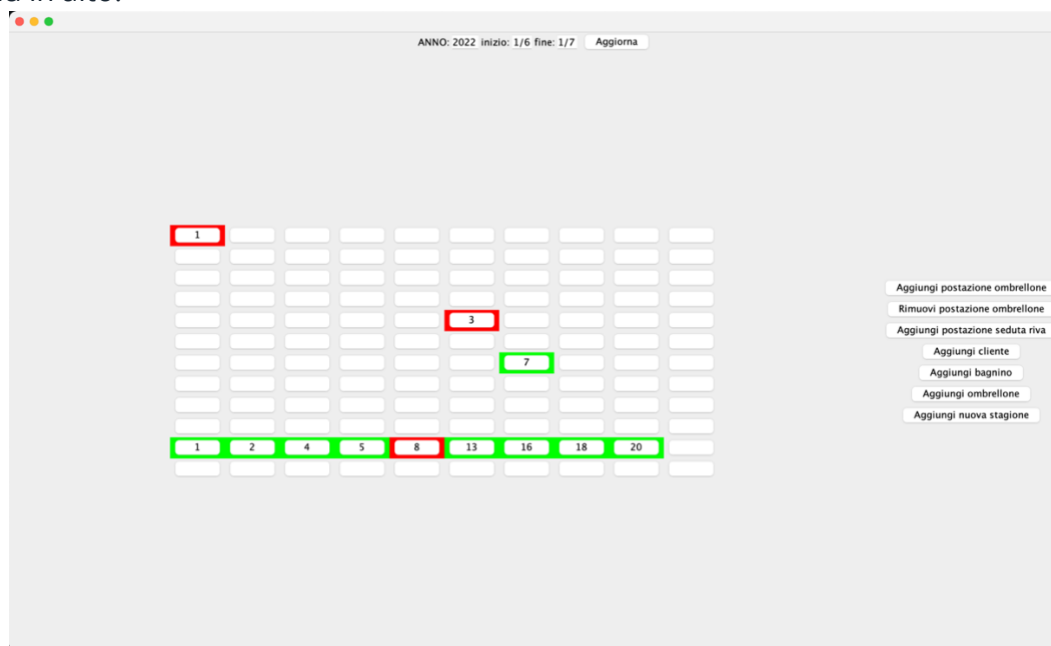 ANNO: 2022 inizio: 1/6 fine: 1/7 Aggiorna
1
3
7
1 2 4 5 8 13 16 18 20
Aggiungi postazione ombrellone
Rimuovi postazione ombrellone
Aggiungi postazione seduta riva
Aggiungi cliente
Aggiungi bagnino
Aggiungi ombrellone
Aggiungi nuova stagione